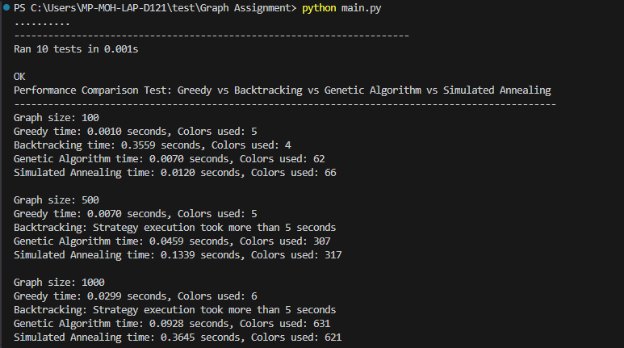 PS C:\Users\MP-MOH-LAP-D121\test\Graph Assignment> python main.py
..........
----------------------------------------------------------------------
Ran 10 tests in 0.001s

OK
Performance Comparison Test: Greedy vs Backtracking vs Genetic Algorithm vs Simulated Annealing
------------------------------------------------------------------------------------------------
Graph size: 100
Greedy time: 0.0010 seconds, Colors used: 5
Backtracking time: 0.3559 seconds, Colors used: 4
Genetic Algorithm time: 0.0070 seconds, Colors used: 62
Simulated Annealing time: 0.0120 seconds, Colors used: 66

Graph size: 500
Greedy time: 0.0070 seconds, Colors used: 5
Backtracking: Strategy execution took more than 5 seconds
Genetic Algorithm time: 0.0459 seconds, Colors used: 307
Simulated Annealing time: 0.1339 seconds, Colors used: 317

Graph size: 1000
Greedy time: 0.0299 seconds, Colors used: 6
Backtracking: Strategy execution took more than 5 seconds
Genetic Algorithm time: 0.0928 seconds, Colors used: 631
Simulated Annealing time: 0.3645 seconds, Colors used: 621